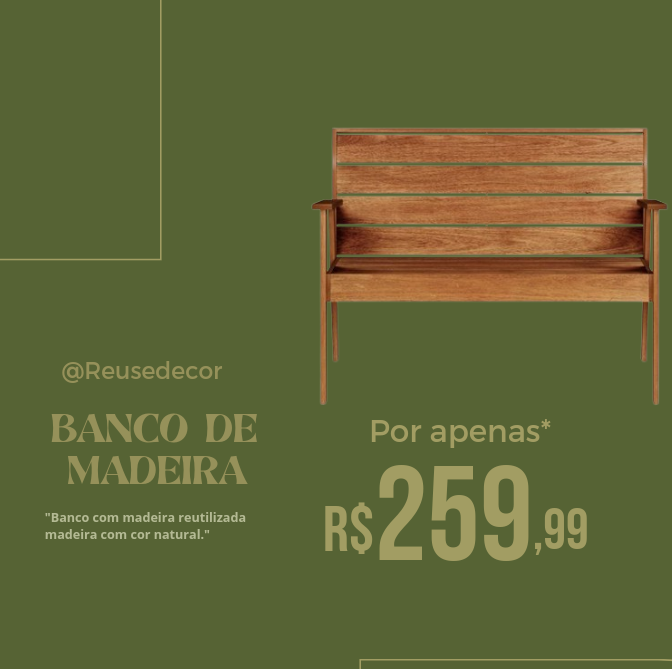 @Reusedecor
BANCO DE
MADEIRA
"Banco com madeira reutilizada
madeira com cor natural."
Por apenas*
R$259,99